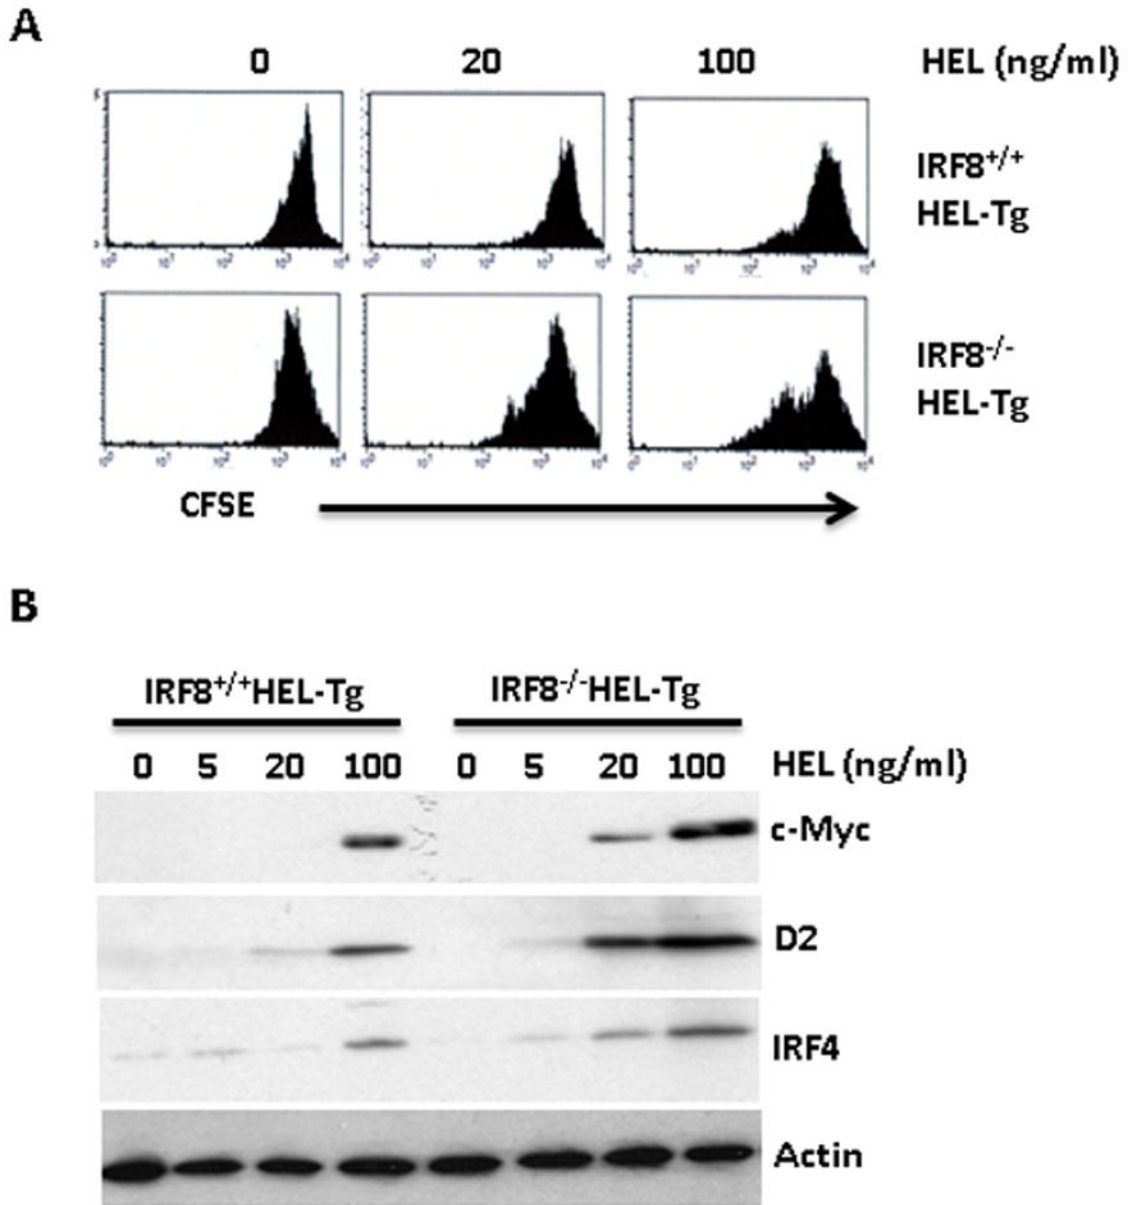 A
0 20 100 HEL (ng/ml)
IRF8+/+
HEL-Tg
IRF8-/-
HEL-Tg
CFSE
B
IRF8+/+HEL-Tg IRF8-/-HEL-Tg
0 5 20 100 0 5 20 100 HEL (ng/ml)
c-Myc
D2
IRF4
Actin